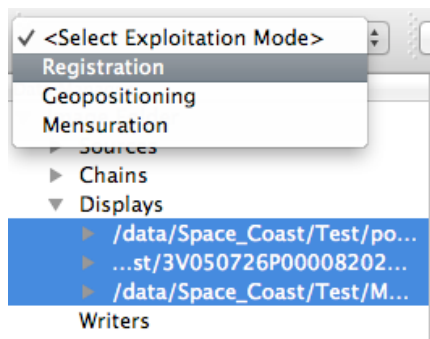 ✓ <Select Exploitation Mode>
Registration
Geopositioning
Mensuration
Sources
Chains
Displays
/data/Space_Coast/Test/po...
...st/3V050726P00008202...
/data/Space_Coast/Test/M...
Writers